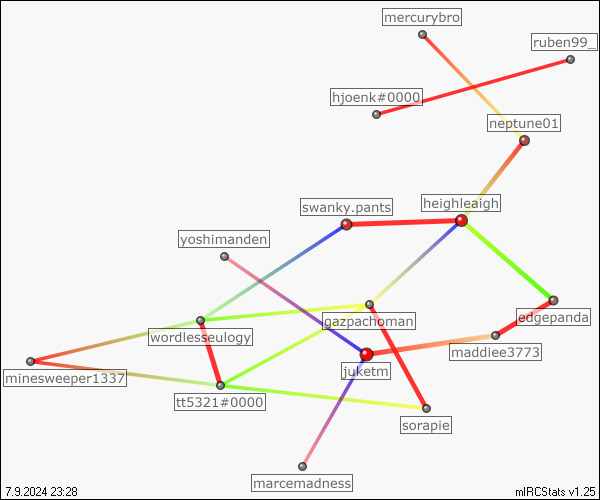 mercurybro
ruben99_
hjoenk#0000
neptune01
heighleaigh
swanky.pants
yoshimanden
edgepanda
gazpachoman
wordlesseulogy
maddiee3773
juketm
minesweeper1337
tt5321#0000
sorapie
marcemadness
7.9.2024 23:28
mIRCStats v1.25